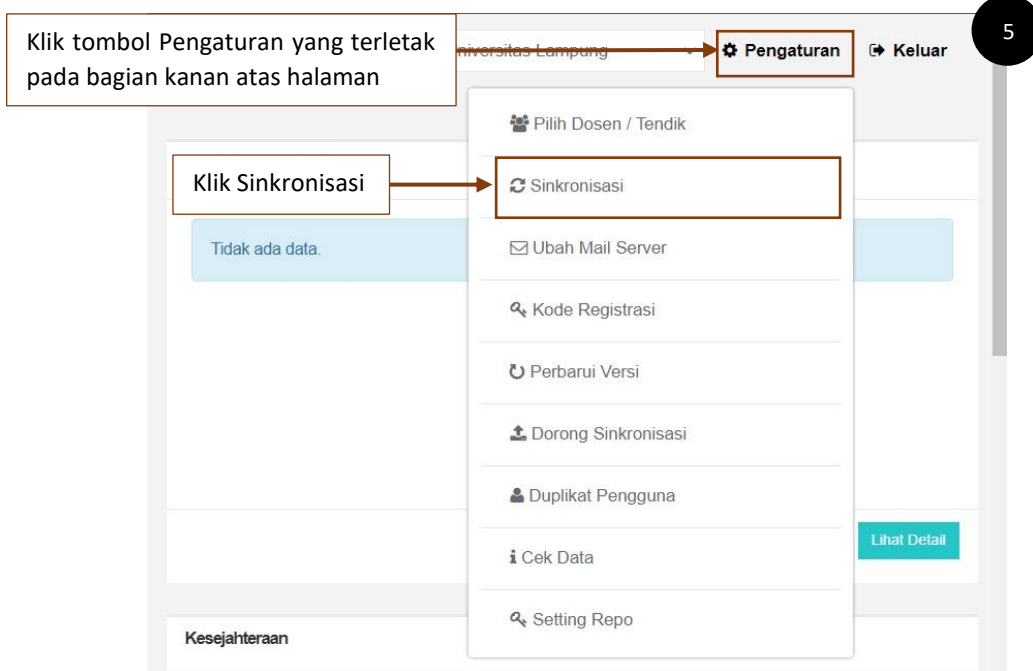 5
Klik tombol Pengaturan yang terletak
pada bagian kanan atas halaman
niversitas Lampung
Pengaturan
Keluar
Pilih Dosen / Tendik
Klik Sinkronisasi
Sinkronisasi
Tidak ada data.
Ubah Mail Server
Kode Registrasi
Perbarui Versi
Dorong Sinkronisasi
Duplikat Pengguna
Lihat Detail
Cek Data
Setting Repo
Kesejahteraan